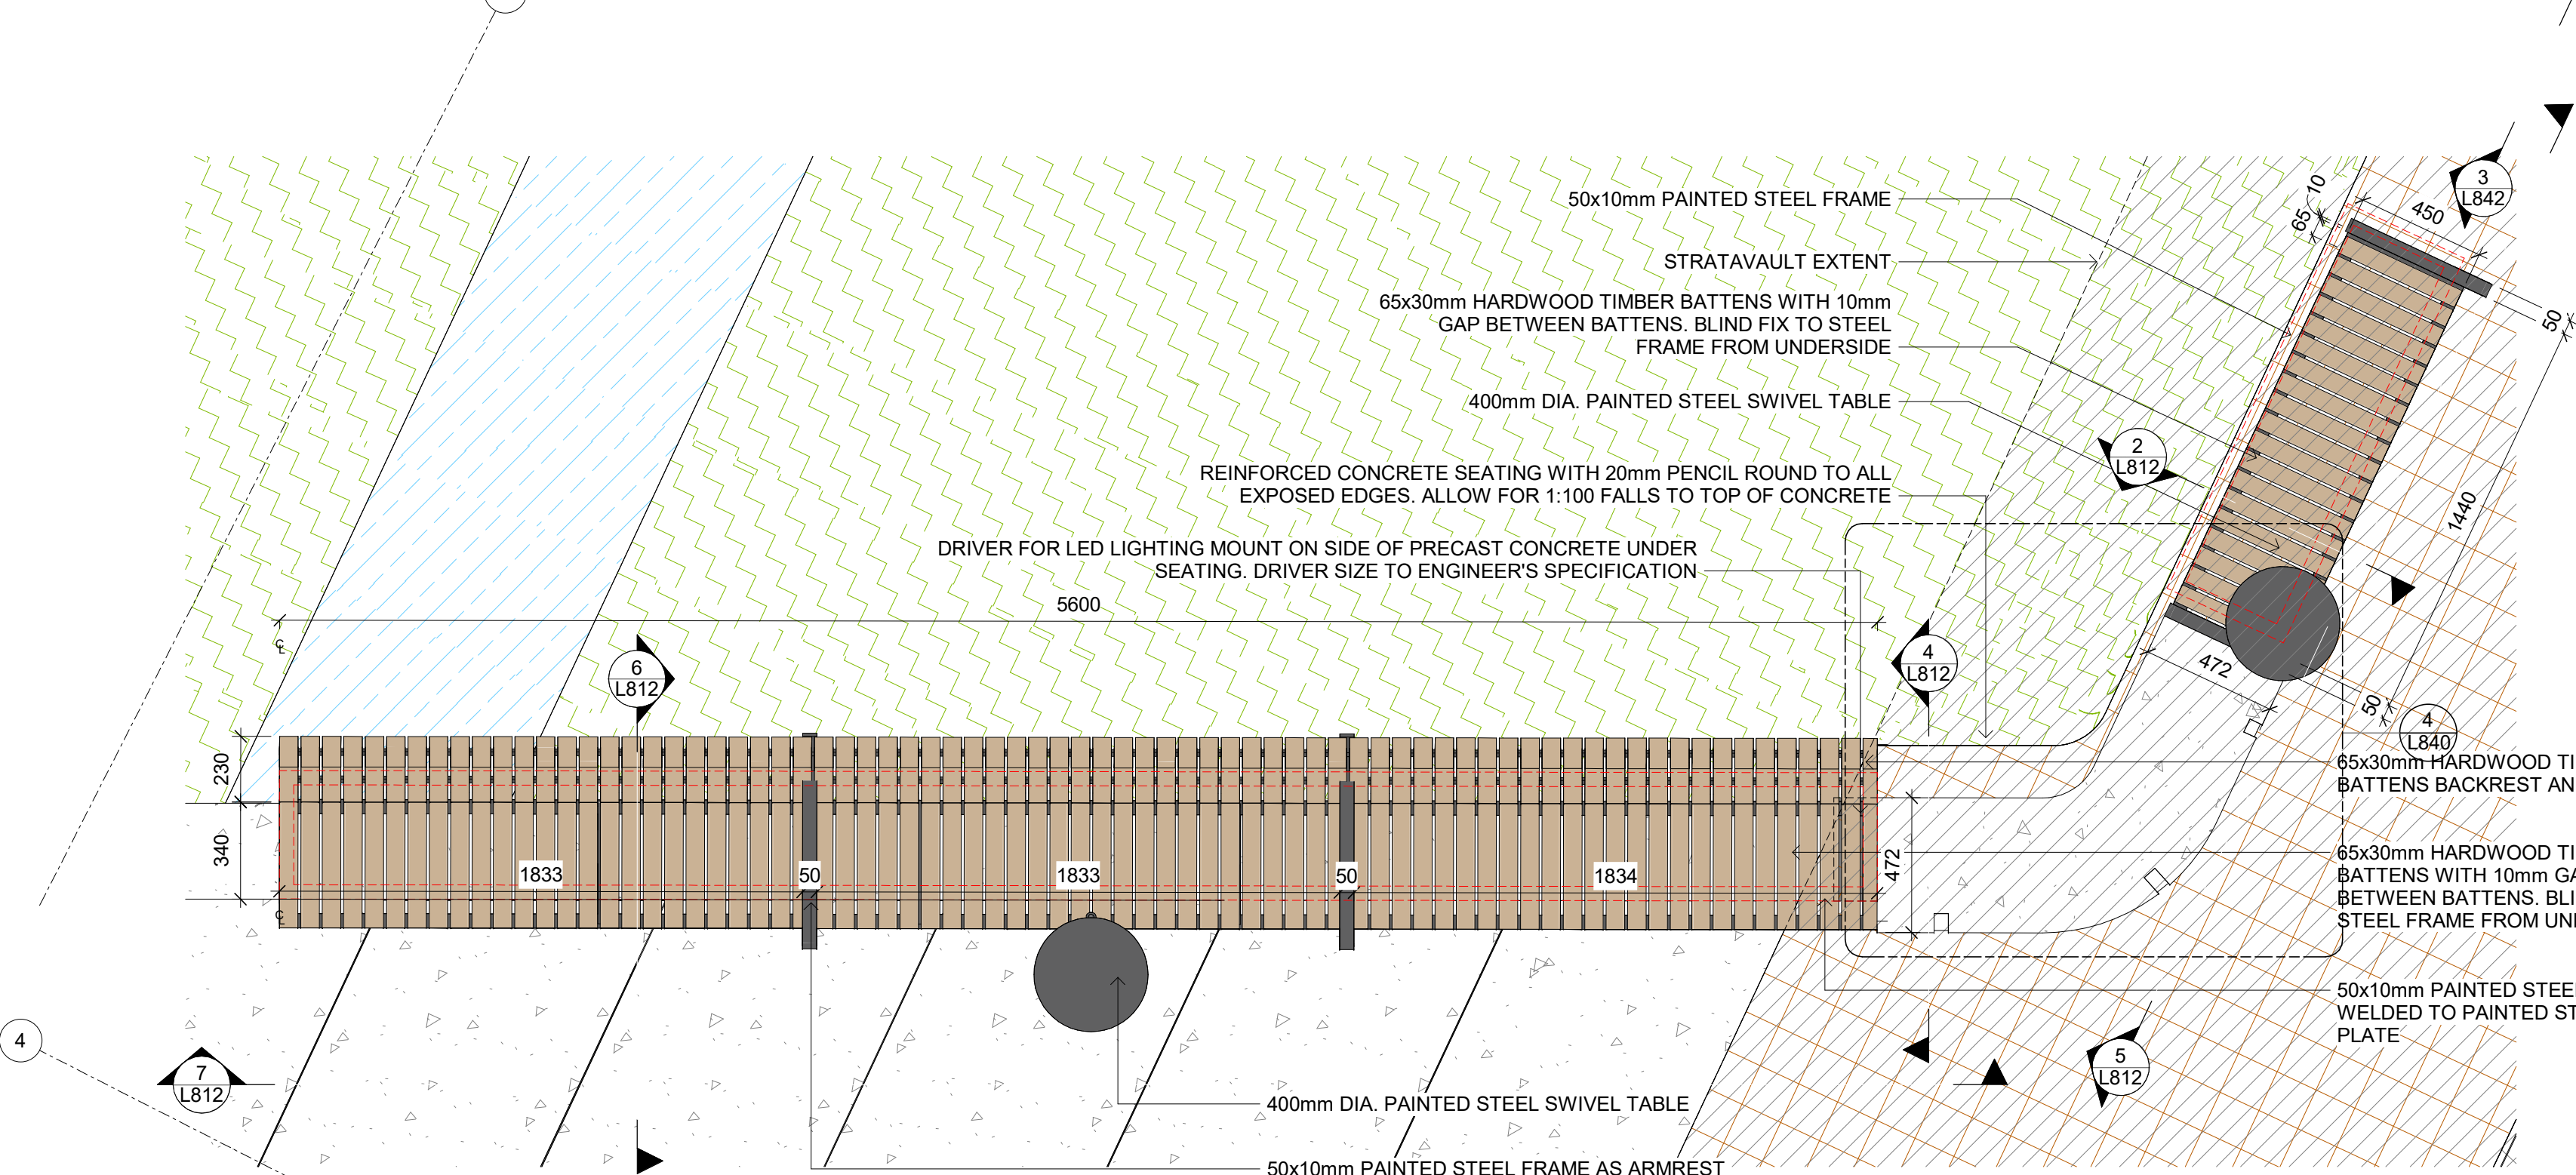 50x10mm PAINTED STEEL FRAME
STRATAVAULT EXTENT
65x30mm HARDWOOD TIMBER BATTENS WITH 10mm
GAP BETWEEN BATTENS. BLIND FIX TO STEEL
FRAME FROM UNDERSIDE
400mm DIA. PAINTED STEEL SWIVEL TABLE
REINFORCED CONCRETE SEATING WITH 20mm PENCIL ROUND TO ALL
EXPOSED EDGES. ALLOW FOR 1:100 FALLS TO TOP OF CONCRETE
DRIVER FOR LED LIGHTING MOUNT ON SIDE OF PRECAST CONCRETE UNDER
SEATING. DRIVER SIZE TO ENGINEER'S SPECIFICATION
10
65
450
3
L842
50
2
L812
1440
5600
6
L812
4
L812
472
50
4
L840
230
340
1833
50
1833
50
1834
472
65x30mm HARDWOOD TI
BATTENS BACKREST AN
65x30mm HARDWOOD TI
BATTENS WITH 10mm GA
BETWEEN BATTENS. BLI
STEEL FRAME FROM UN
50x10mm PAINTED STEE
WELDED TO PAINTED ST
PLATE
4
7
L812
5
L812
400mm DIA. PAINTED STEEL SWIVEL TABLE
50x10mm PAINTED STEEL FRAME AS ARMREST